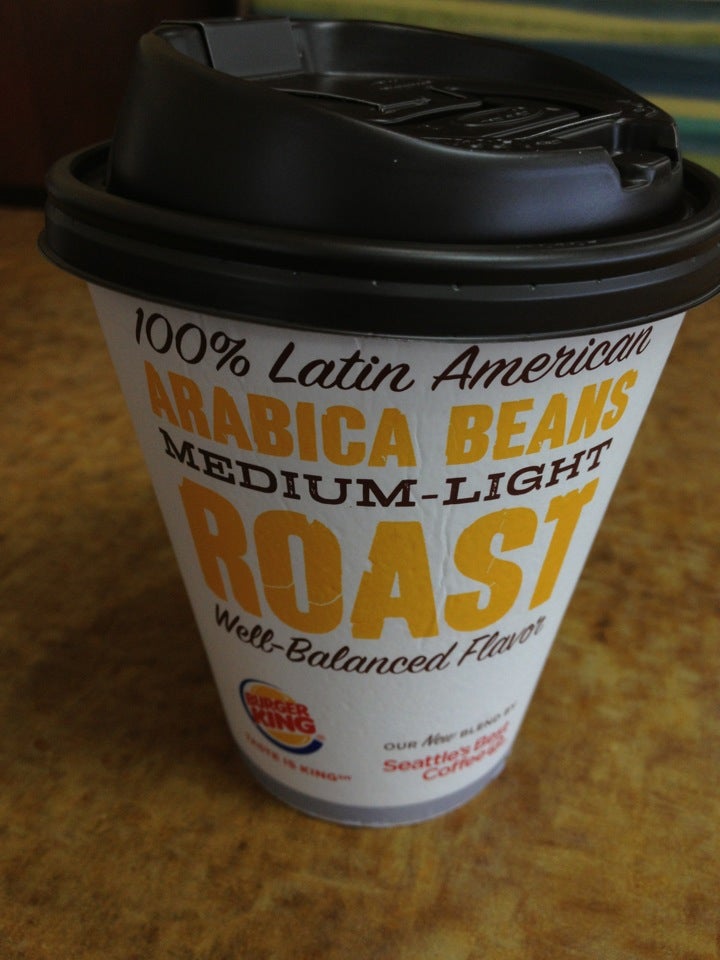 100% Latin American
ARABICA BEANS
MEDIUM-LIGHT
ROAST
Well-Balanced Flavor
BURGER
KING®
TASTE IS KING℠
OUR New BLEND BY
Seattle's Best
Coffee